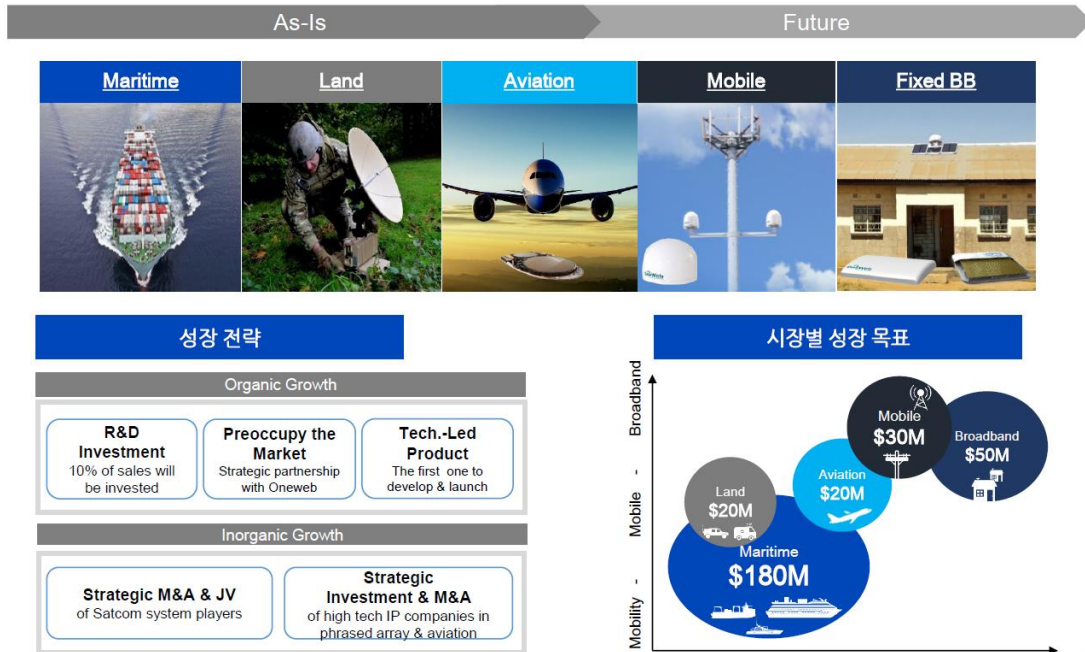 As-Is
Future
Maritime
Land
Aviation
Mobile
Fixed BB
성장 전략
Organic Growth
R&D
Investment
10% of sales will
be invested
Preoccupy the
Market
Strategic partnership
with Oneweb
Tech.-Led
Product
The first one to
develop & launch
Inorganic Growth
Strategic M&A & JV
of Satcom system players
Strategic
Investment & M&A
of high tech IP companies in
phrased array & aviation
시장별 성장 목표
Mobility - Mobile - Broadband
Mobile
$30M
Broadband
$50M
Aviation
$20M
Land
$20M
Maritime
$180M